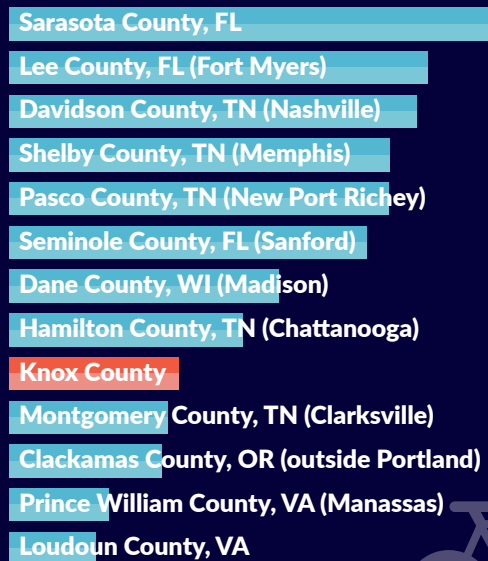 Sarasota County, FL
Lee County, FL (Fort Myers)
Davidson County, TN (Nashville)
Shelby County, TN (Memphis)
Pasco County, TN (New Port Richey)
Seminole County, FL (Sanford)
Dane County, WI (Madison)
Hamilton County, TN (Chattanooga)
Knox County
Montgomery County, TN (Clarksville)
Clackamas County, OR (outside Portland)
Prince William County, VA (Manassas)
Loudoun County, VA